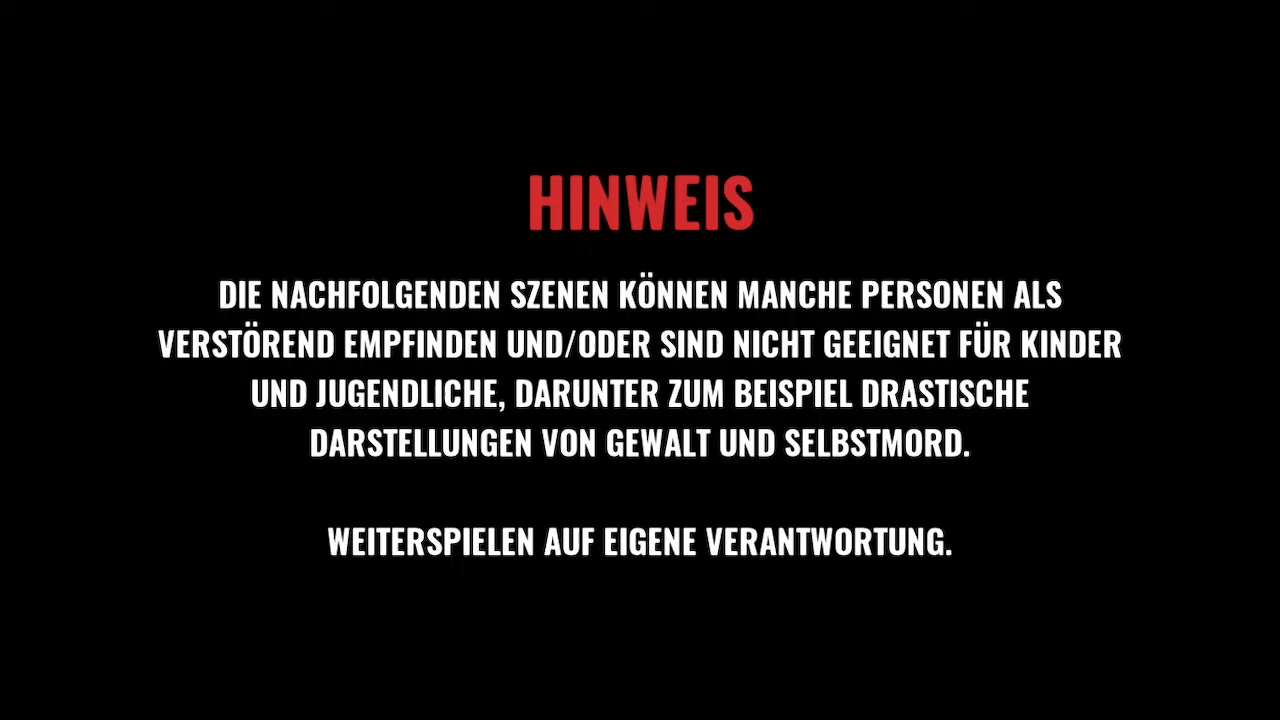 HINWEIS
DIE NACHFOLGENDEN SZENEN KÖNNEN MANCHE PERSONEN ALS
VERSTÖREND EMPFINDEN UND/ODER SIND NICHT GEEIGNET FÜR KINDER
UND JUGENDLICHE, DARUNTER ZUM BEISPIEL DRASTISCHE
DARSTELLUNGEN VON GEWALT UND SELBSTMORD.
WEITERSPIELEN AUF EIGENE VERANTWORTUNG.